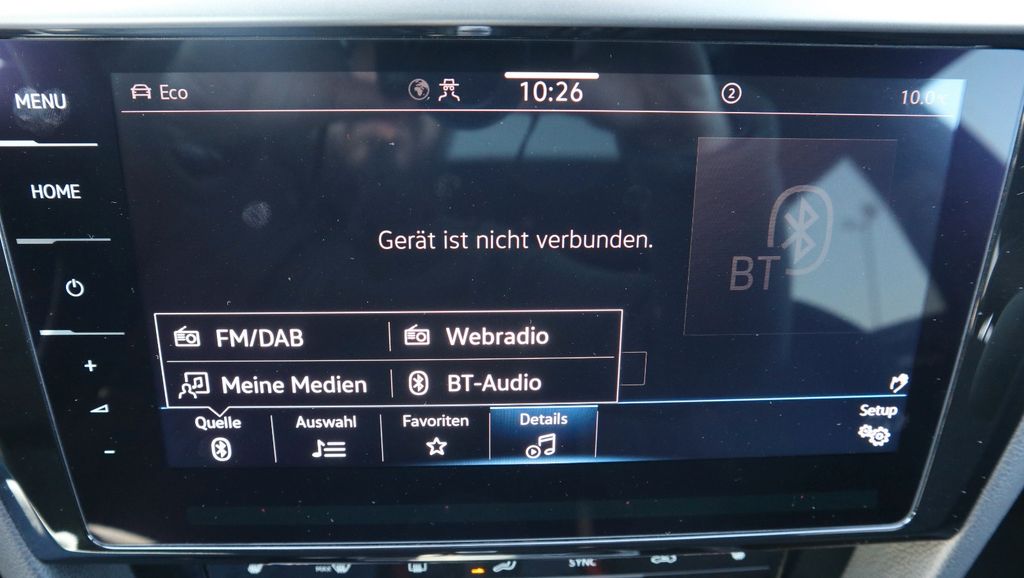 MENU
Eco
10:26
2
10.0
HOME
Gerät ist nicht verbunden.
BT
FM/DAB
Webradio
Meine Medien
BT-Audio
Quelle
Auswahl
Favoriten
Details
Setup
+
-
MAX
SYNC